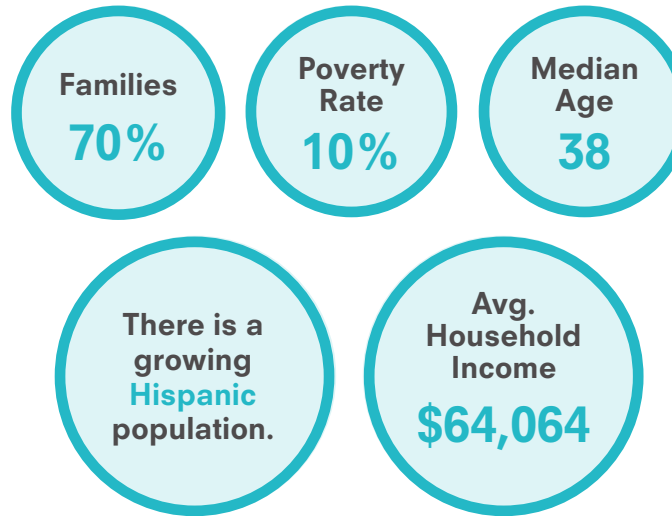 Families
70%
Poverty
Rate
10%
Median
Age
38
There is a
growing
Hispanic
population.
Avg.
Household
Income
$64,064